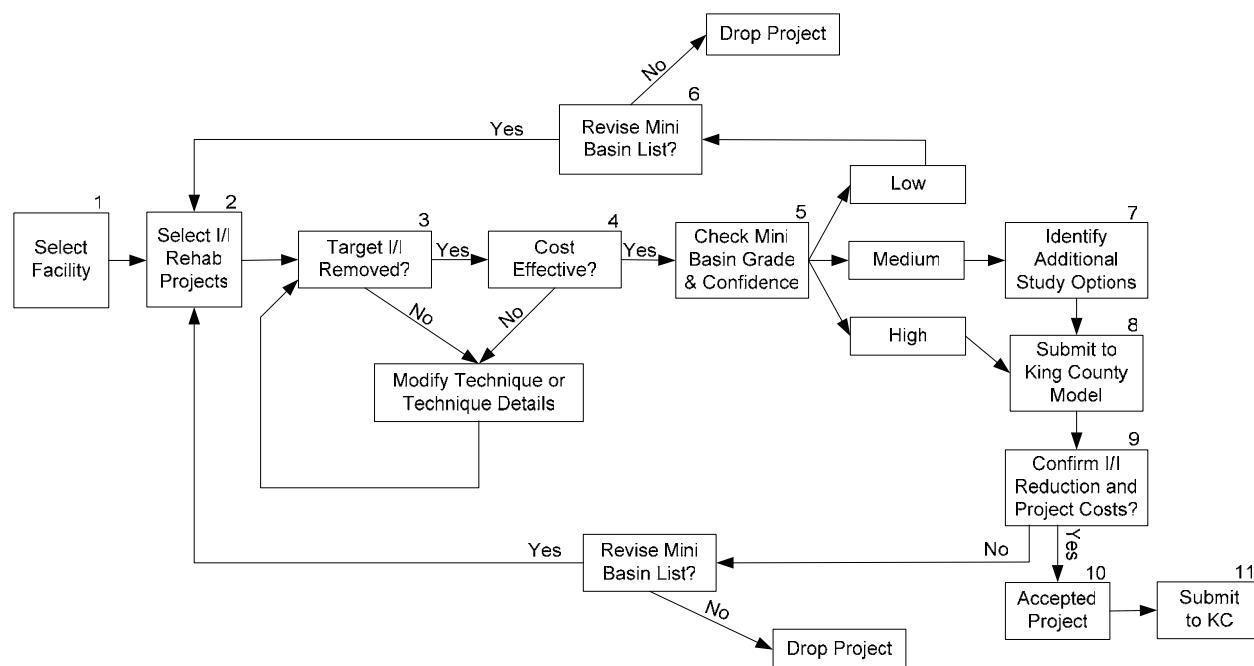 Drop Project
No
6
Yes
Revise Mini
Basin List?
Low
1
Select
Facility
2
Select I/I
Rehab
Projects
3
Target I/I
Removed?
Yes
4
Cost
Effective?
Yes
5
Check Mini
Basin Grade
& Confidence
Medium
7
Identify
Additional
Study Options
No
No
High
8
Submit to
King County
Model
Modify Technique or
Technique Details
9
Confirm I/I
Reduction and
Project Costs?
Yes
Revise Mini
Basin List?
No
Yes
10
Accepted
Project
11
Submit
to KC
No
Drop Project